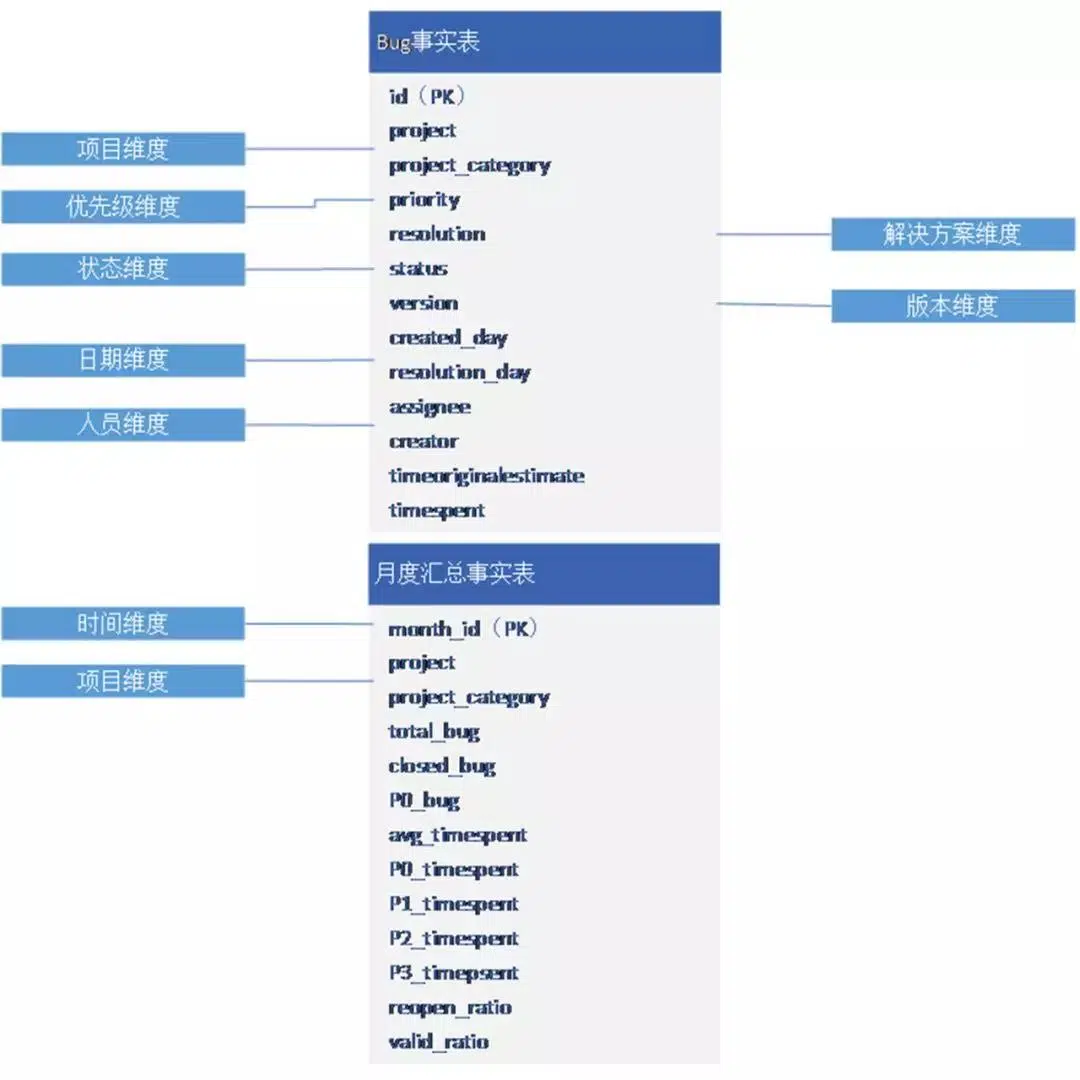 Bug事实表
id（PK）
project
项目维度
project_category
优先级维度
priority
resolution
解决方案维度
状态维度
status
version
版本维度
created_day
日期维度
resolution_day
assignee
人员维度
creator
timeoriginalestimate
timespent
月度汇总事实表
时间维度
month_id（PK）
project
项目维度
project_category
total_bug
closed_bug
P0_bug
avg_timespent
P0_timespent
P1_timespent
P2_timespent
P3_timepsent
reopen_ratio
valid_ratio